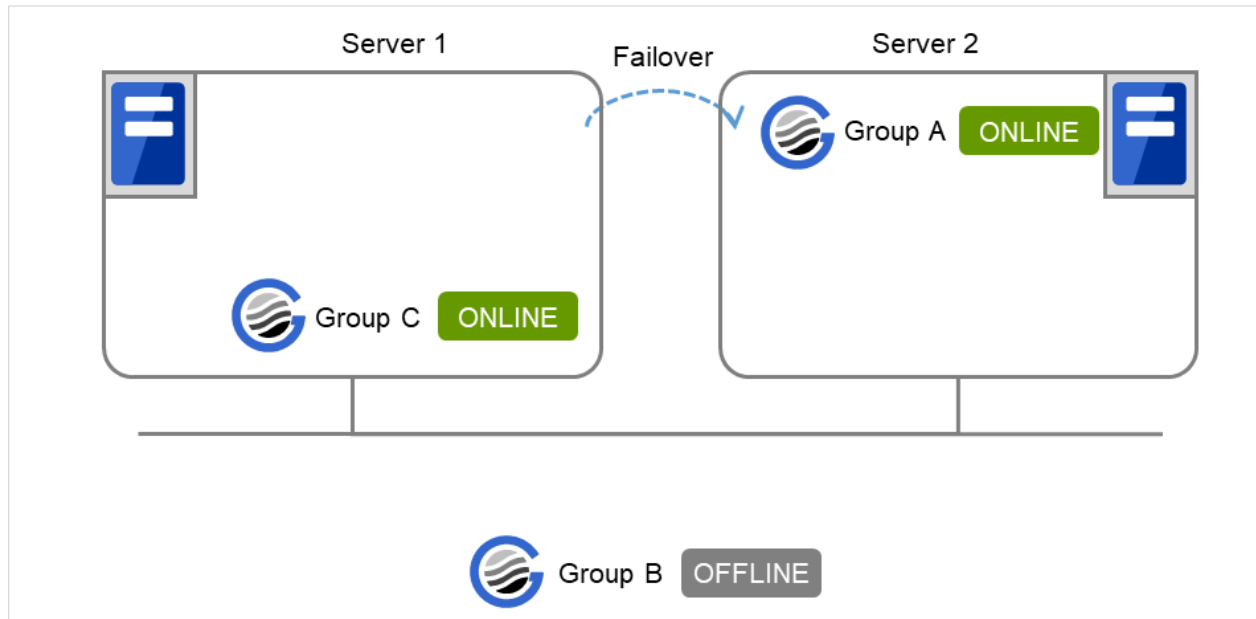 Server 1
Failover
Server 2
Group A ONLINE
Group C ONLINE
Group B OFFLINE